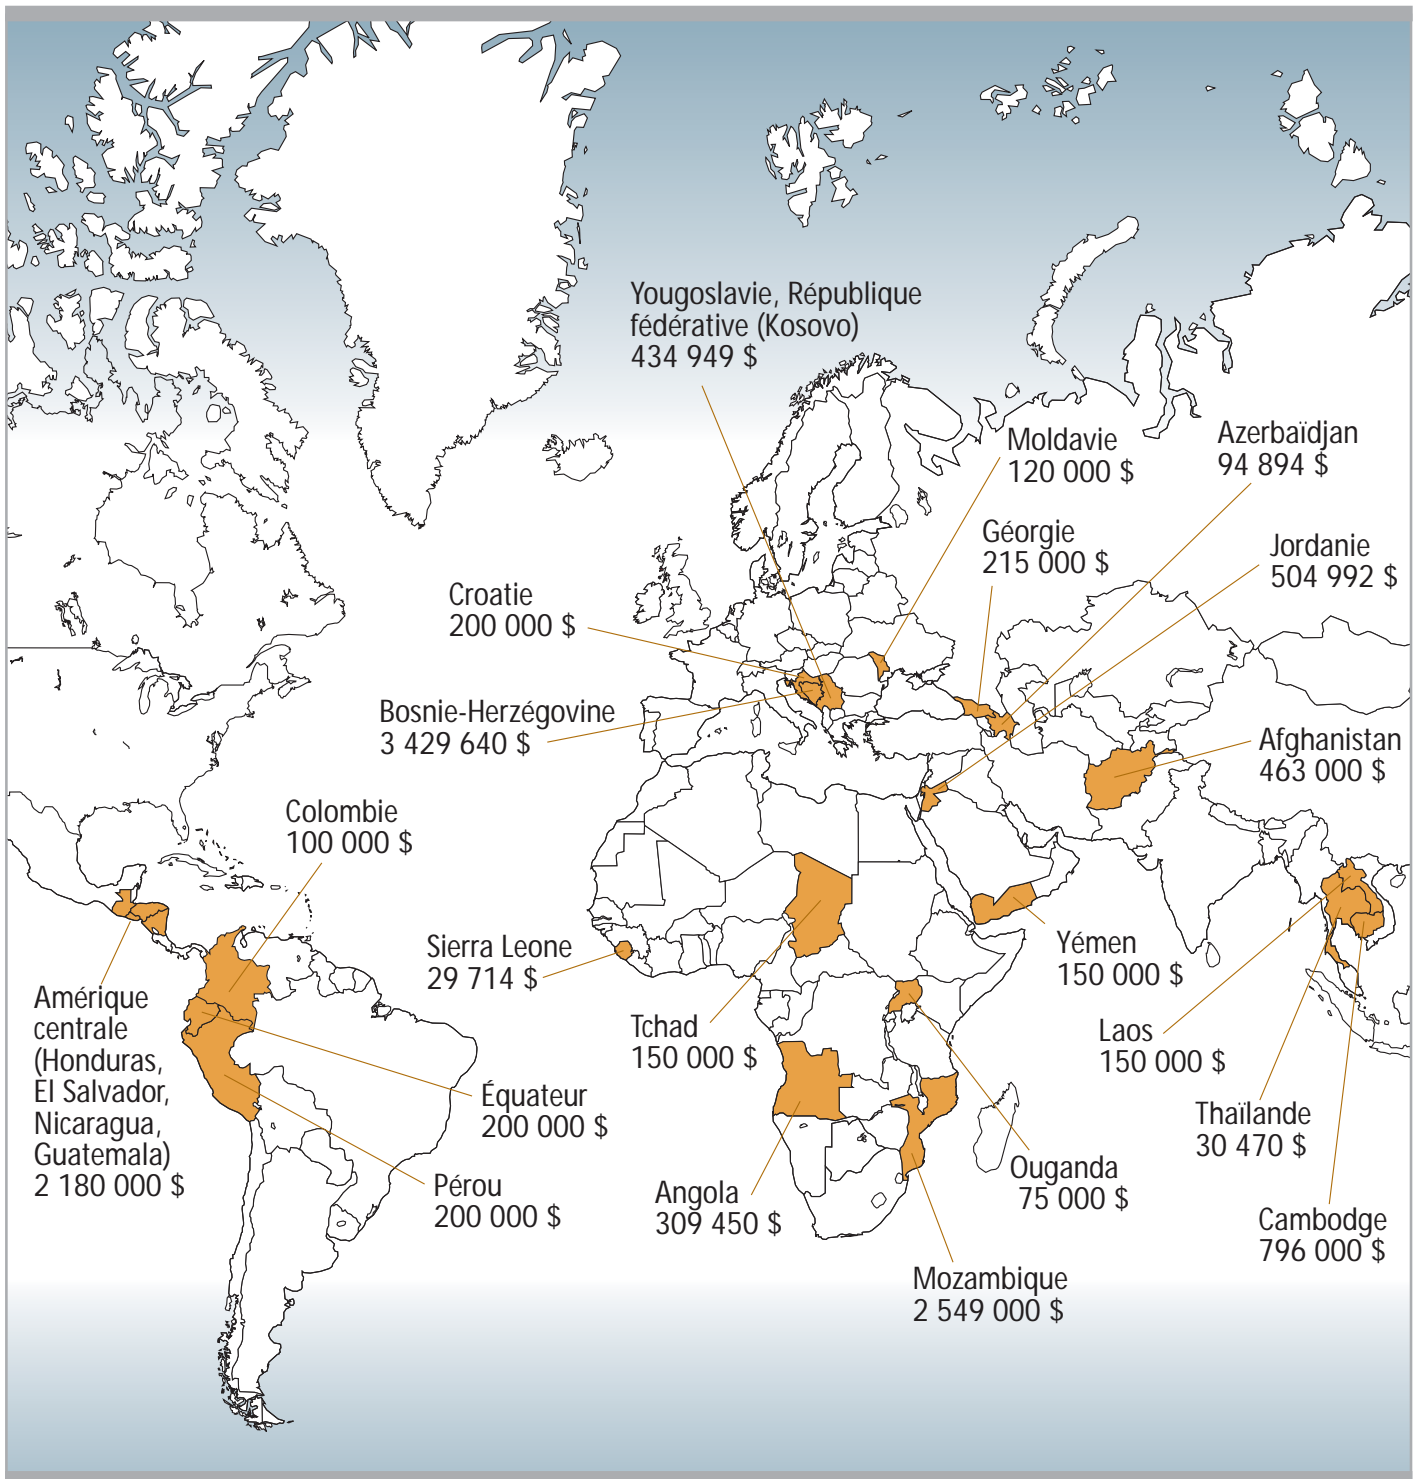 Yougoslavie, République
fédérative (Kosovo)
434 949 $
Moldavie
120 000 $
Azerbaïdjan
94 894 $
Géorgie
215 000 $
Jordanie
504 992 $
Croatie
200 000 $
Bosnie-Herzégovine
3 429 640 $
Afghanistan
463 000 $
Colombie
100 000 $
Sierra Leone
29 714 $
Yémen
150 000 $
Amérique
centrale
(Honduras,
El Salvador,
Nicaragua,
Guatemala)
2 180 000 $
Tchad
150 000 $
Laos
150 000 $
Équateur
200 000 $
Thaïlande
30 470 $
Pérou
200 000 $
Angola
309 450 $
Ouganda
75 000 $
Cambodge
796 000 $
Mozambique
2 549 000 $